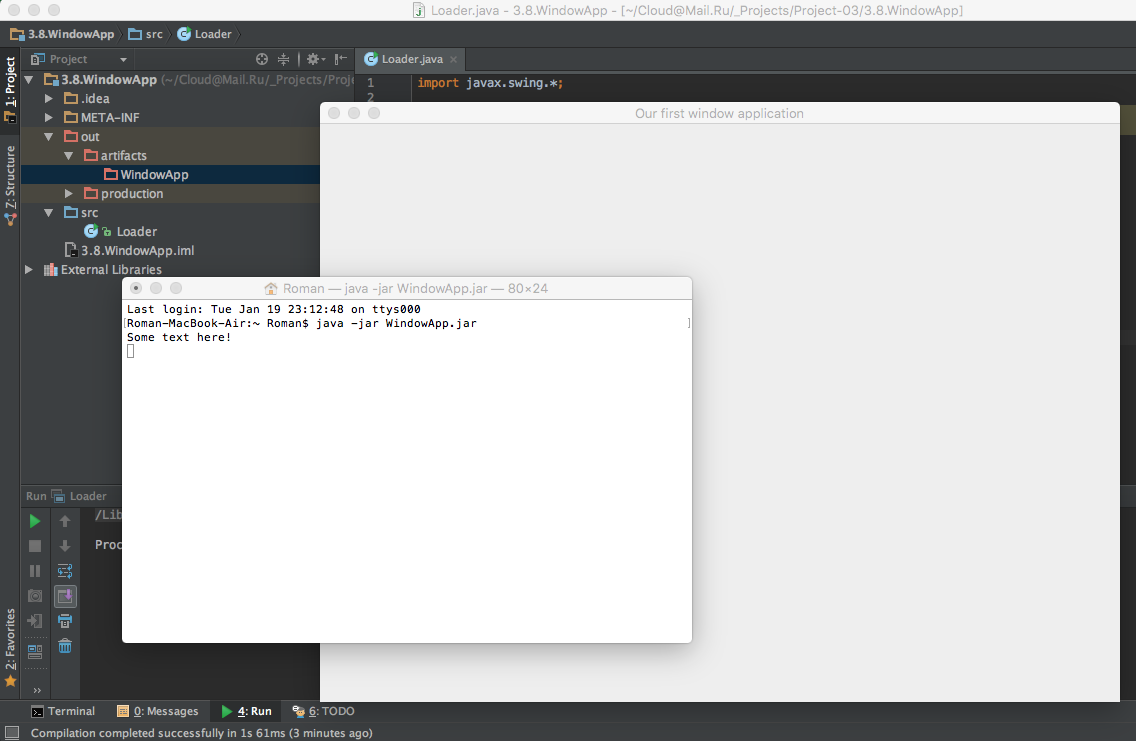 Loader.java - 3.8.WindowApp - [~/Cloud@Mail.Ru/_Projects/Project-03/3.8.WindowApp]
3.8.WindowApp src Loader
1: Project
Project
Loader.java
3.8.WindowApp (~/Cloud@Mail.Ru/_Projects/Proje
.idea
META-INF
out
artifacts
WindowApp
production
src
Loader
3.8.WindowApp.iml
External Libraries
Z: Structure
1 import javax.swing.*;
2
Our first window application
Roman — java -jar WindowApp.jar — 80×24
Last login: Tue Jan 19 23:12:48 on ttys000
[Roman-MacBook-Air:~ Roman$ java -jar WindowApp.jar ]
Some text here!
Run Loader
/Lib
Proc
2: Favorites
Terminal 0: Messages 4: Run 6: TODO
Compilation completed successfully in 1s 61ms (3 minutes ago)